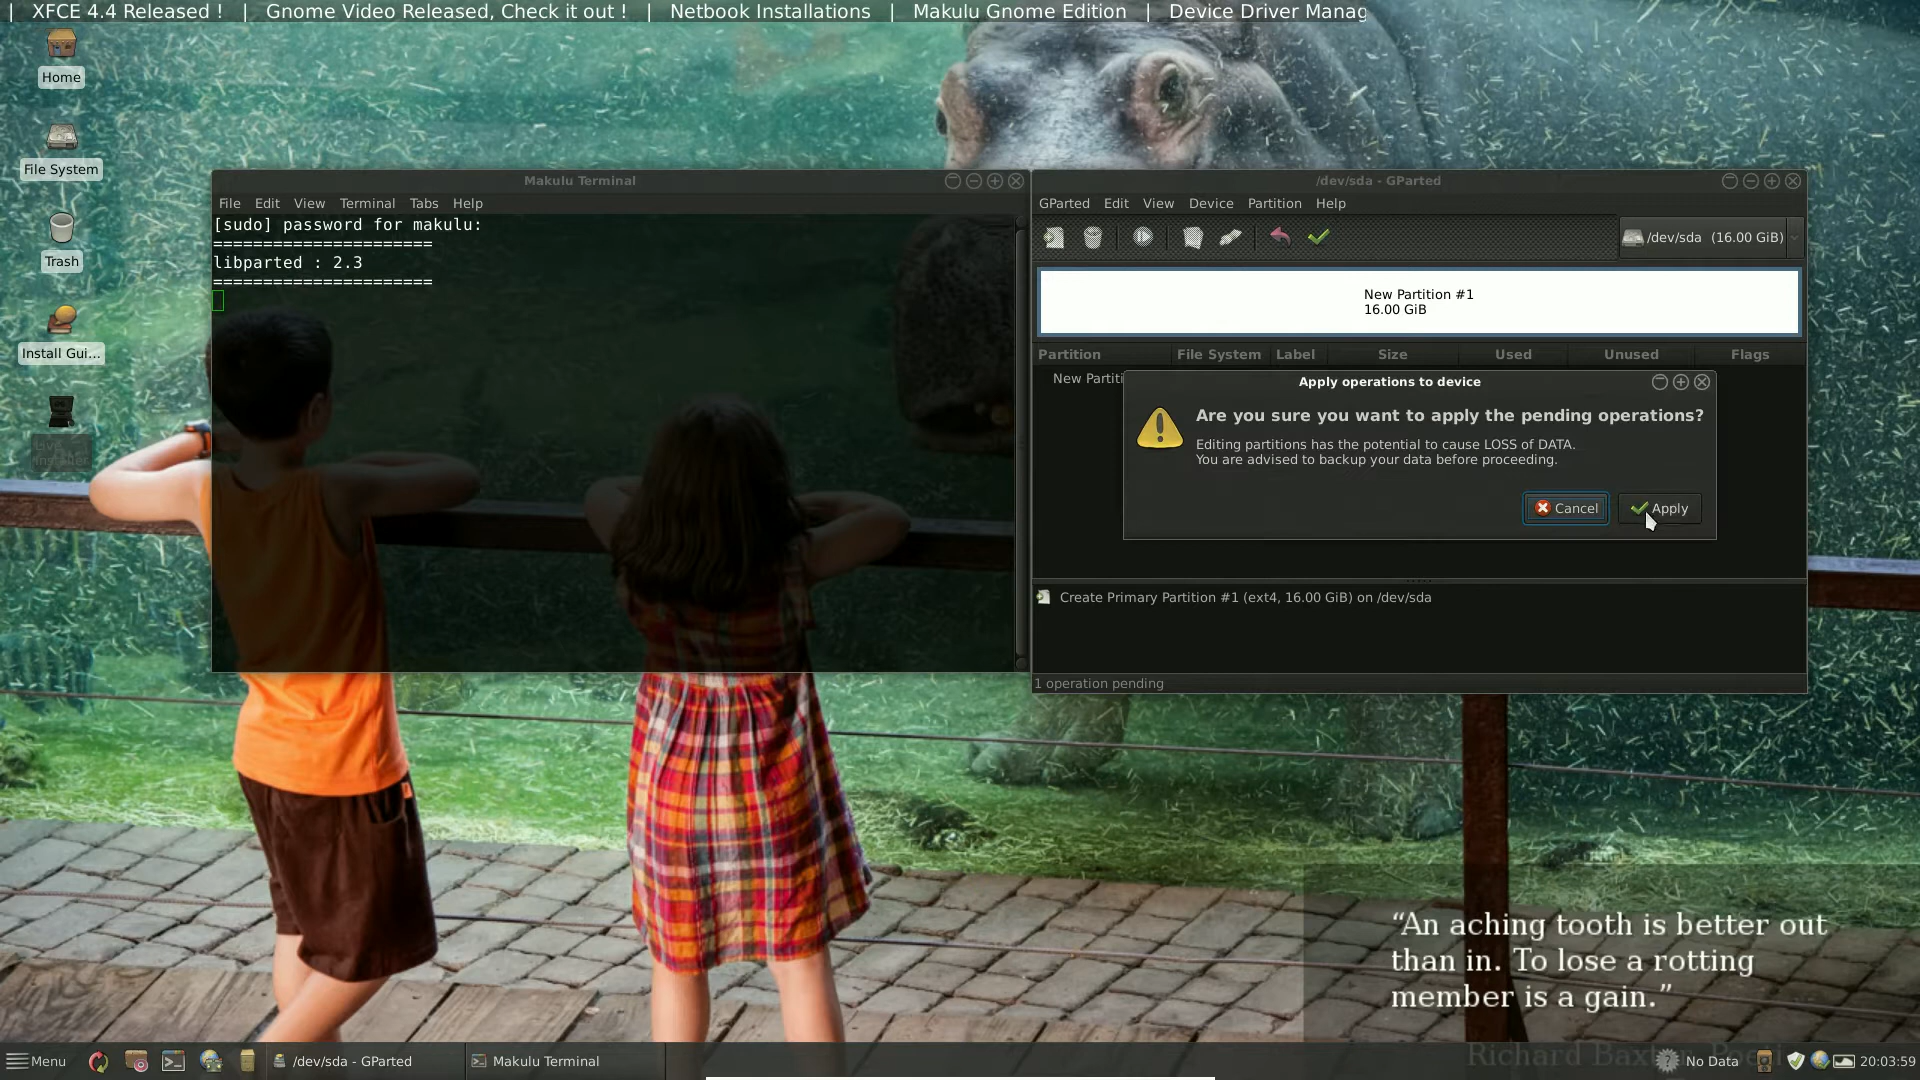 | XFCE 4.4 Released ! | Gnome Video Released, Check it out ! | Netbook Installations | Makulu Gnome Edition | Device Driver Manag
Home
File System
Trash
Install Gui...
Makulu Terminal
File Edit View Terminal Tabs Help
[sudo] password for makulu:
======================
libparted : 2.3
======================
/dev/sda - GParted
GParted Edit View Device Partition Help
/dev/sda (16.00 GiB)
New Partition #1
16.00 GiB
Partition File System Label Size Used Unused Flags
New Partiti
Apply operations to device
Are you sure you want to apply the pending operations?
Editing partitions has the potential to cause LOSS of DATA.
You are advised to backup your data before proceeding.
Cancel Apply
Create Primary Partition #1 (ext4, 16.00 GiB) on /dev/sda
1 operation pending
“An aching tooth is better out
than in. To lose a rotting
member is a gain.”
Richard
Menu /dev/sda - GParted Makulu Terminal No Data 20:03:59